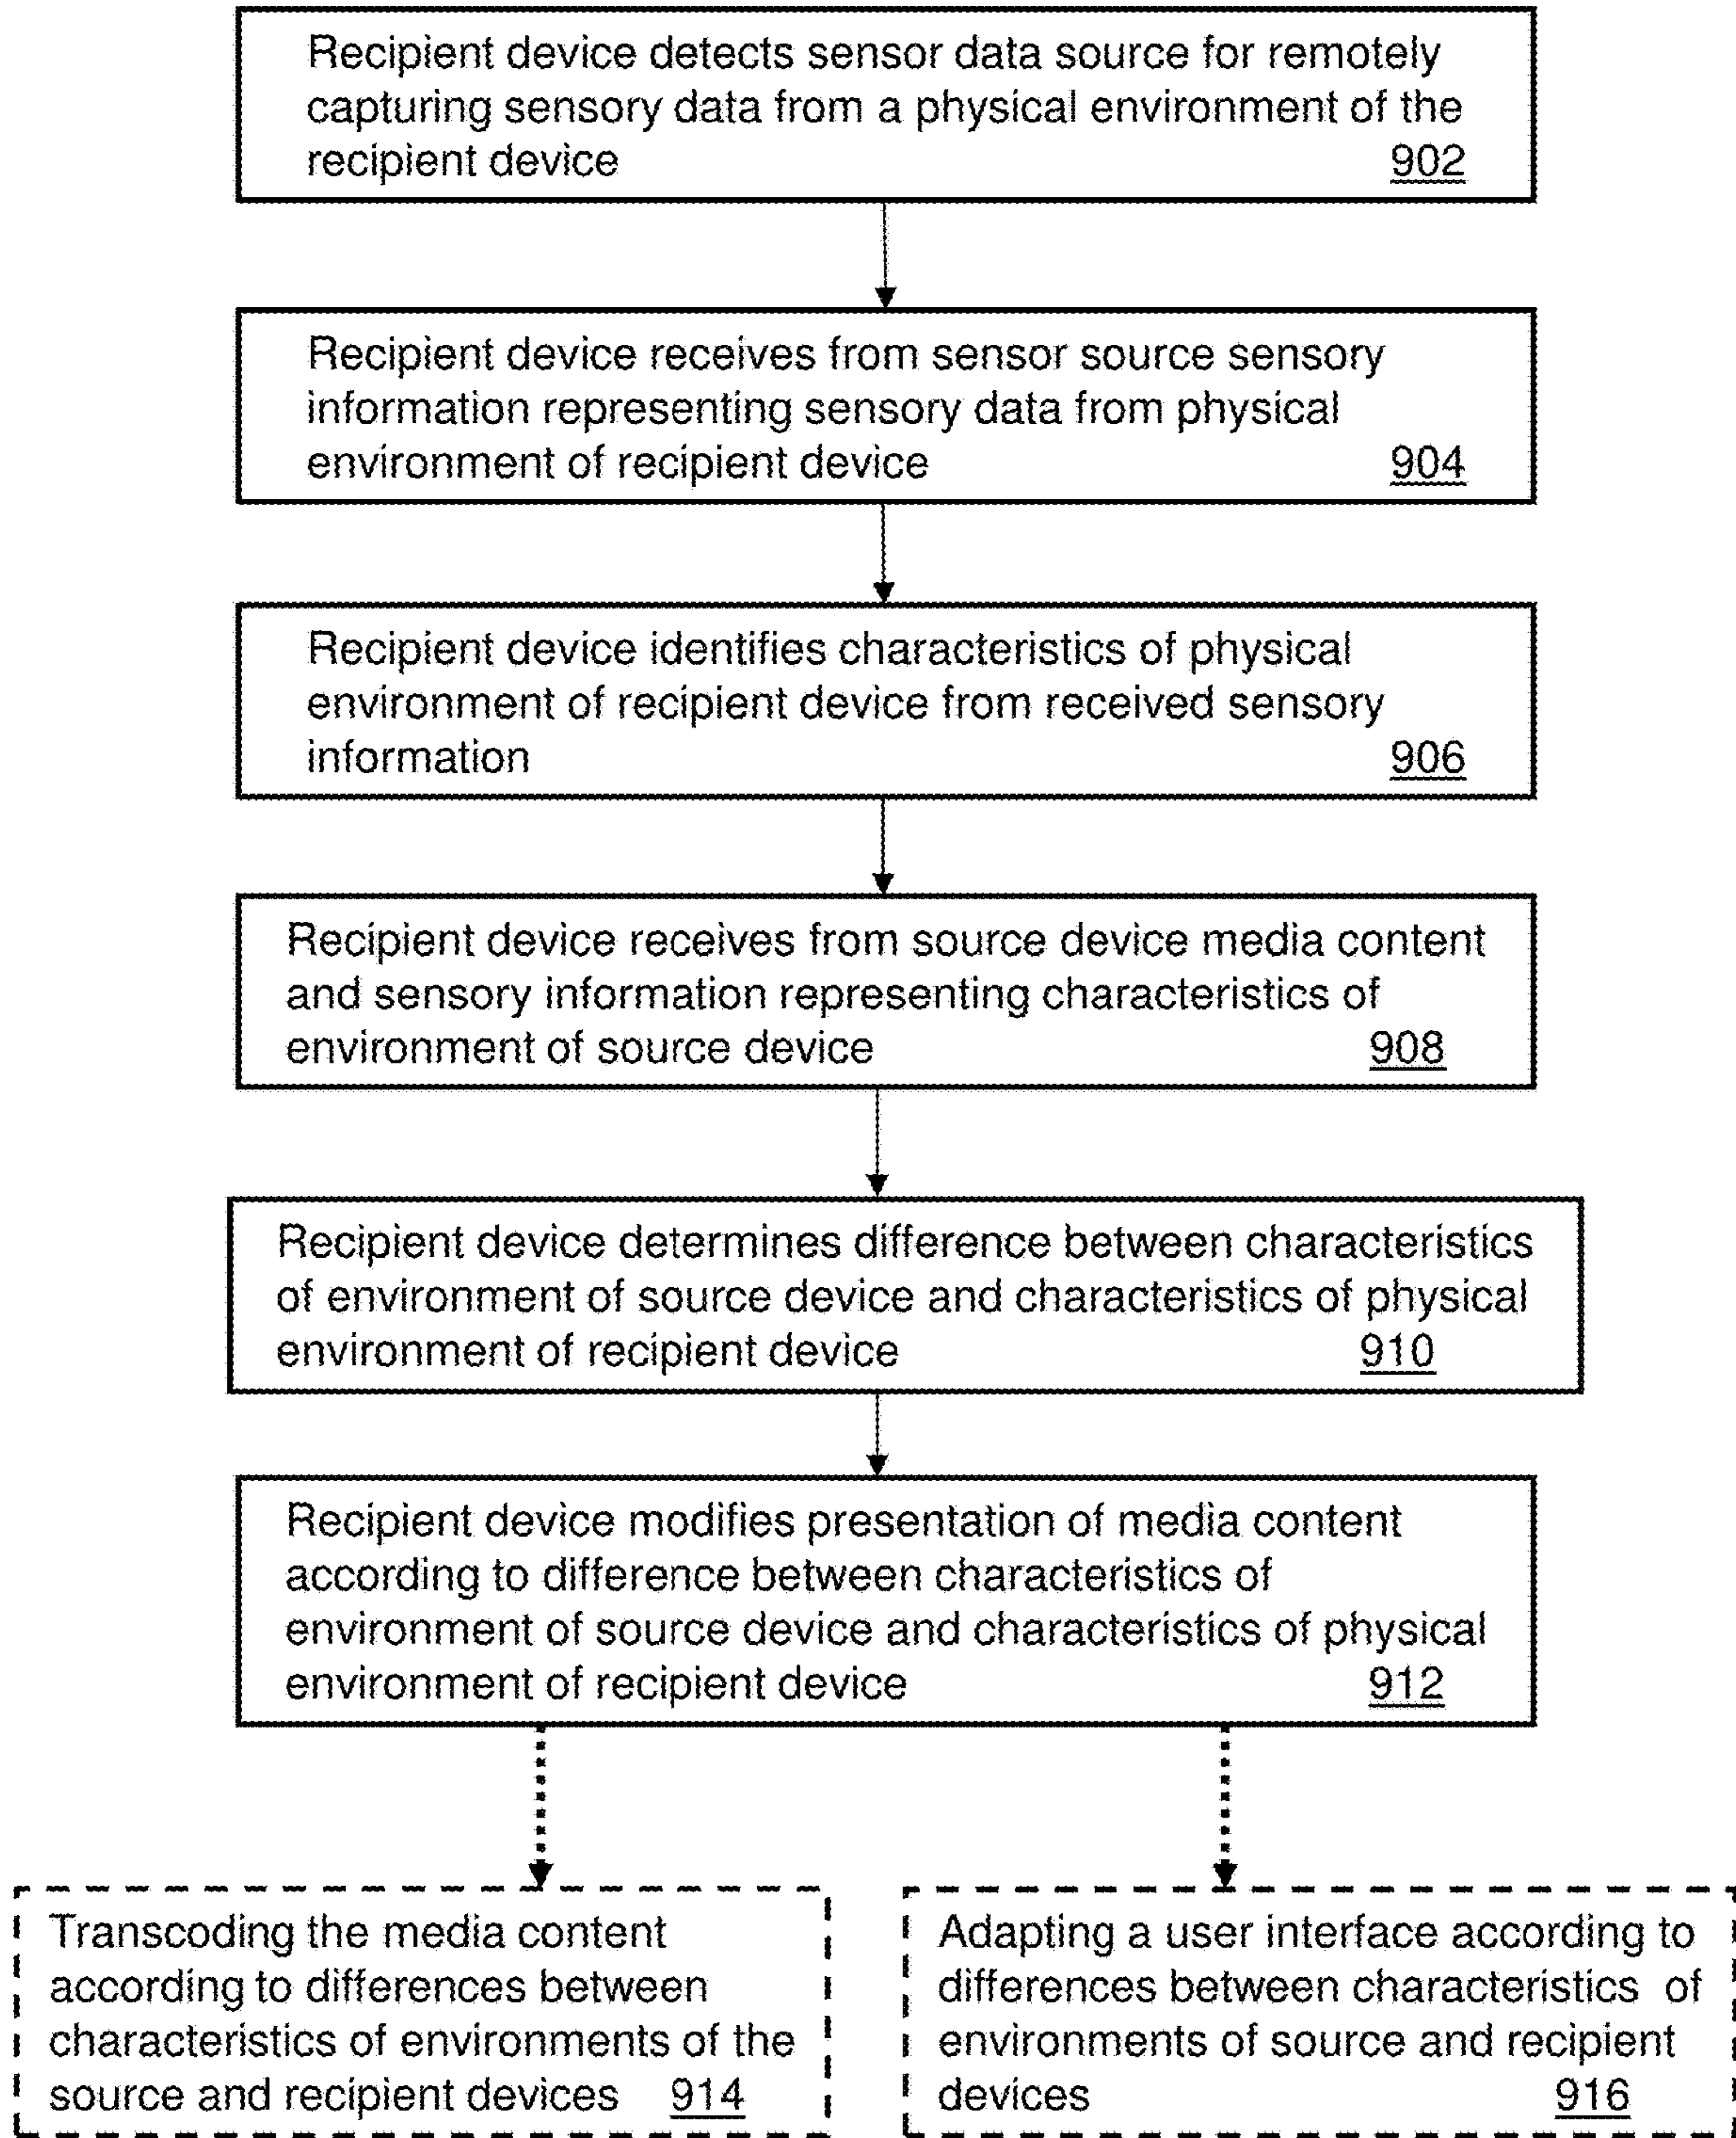 Recipient device detects sensor data source for remotely
capturing sensory data from a physical environment of the
recipient device 902
Recipient device receives from sensor source sensory
information representing sensory data from physical
environment of recipient device 904
Recipient device identifies characteristics of physical
environment of recipient device from received sensory
information 906
Recipient device receives from source device media content
and sensory information representing characteristics of
environment of source device 908
Recipient device determines difference between characteristics
of environment of source device and characteristics of physical
environment of recipient device 910
Recipient device modifies presentation of media content
according to difference between characteristics of
environment of source device and characteristics of physical
environment of recipient device 912
Transcoding the media content
according to differences between
characteristics of environments of the
source and recipient devices 914
Adapting a user interface according to
differences between characteristics of
environments of source and recipient
devices 916